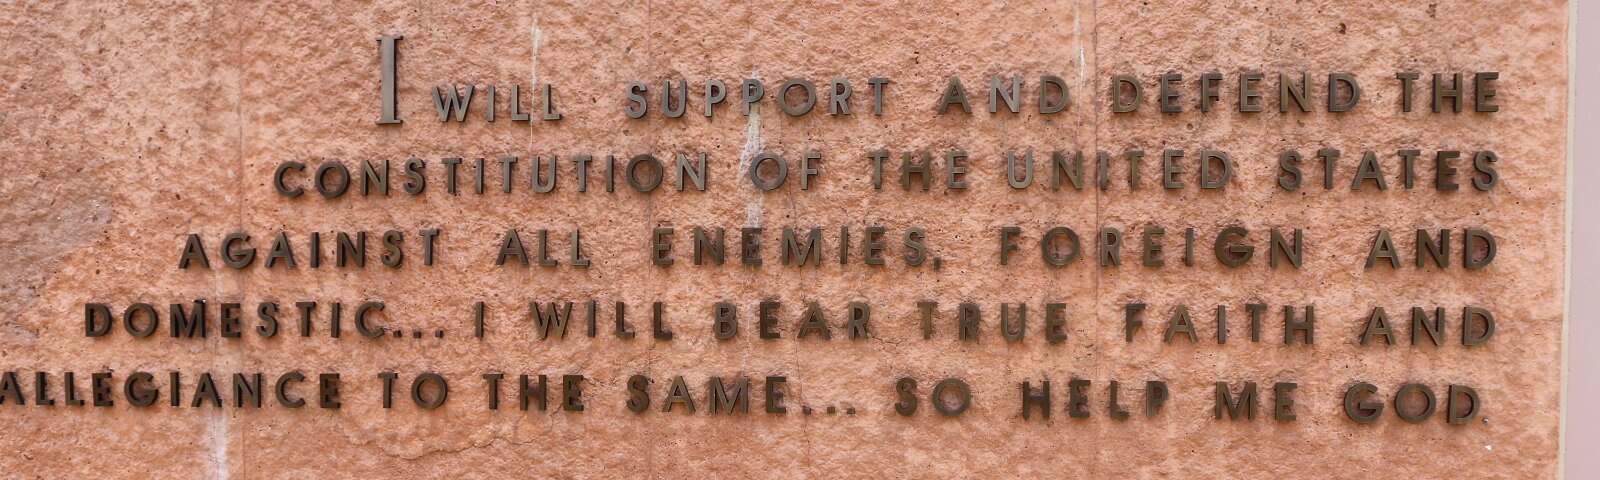 I WILL SUPPORT AND DEFEND THE
CONSTITUTION OF THE UNITED STATES
AGAINST ALL ENEMIES, FOREIGN AND
DOMESTIC... I WILL BEAR TRUE FAITH AND
ALLEGIANCE TO THE SAME... SO HELP ME GOD.